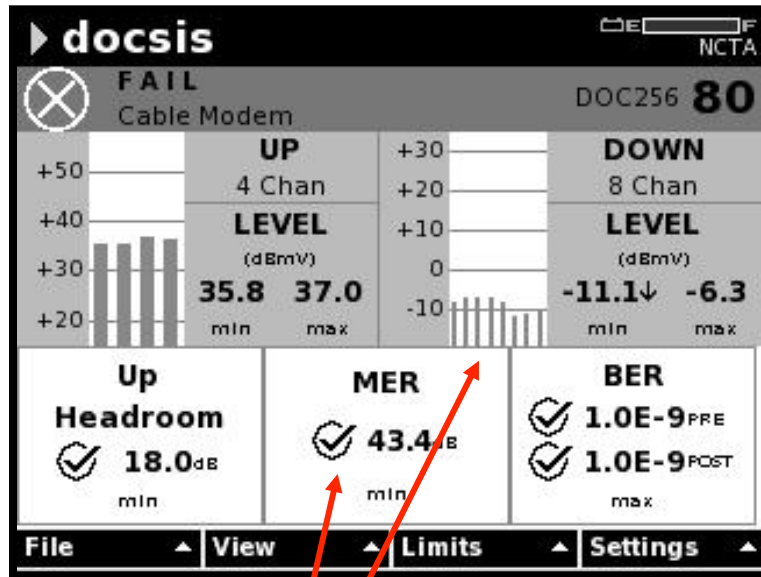 docsis
E F
NCTA
FAIL
Cable Modem
DOC256 80
UP
4 Chan
LEVEL
(dBmV)
35.8 37.0
min max
+50
+40
+30
+20
DOWN
8 Chan
LEVEL
(dBmV)
-11.1↓ -6.3
min max
+30
+20
+10
0
-10
Up
Headroom
18.0dB
min
MER
43.4dB
min
BER
1.0E-9PRE
1.0E-9POST
max
File View Limits Settings